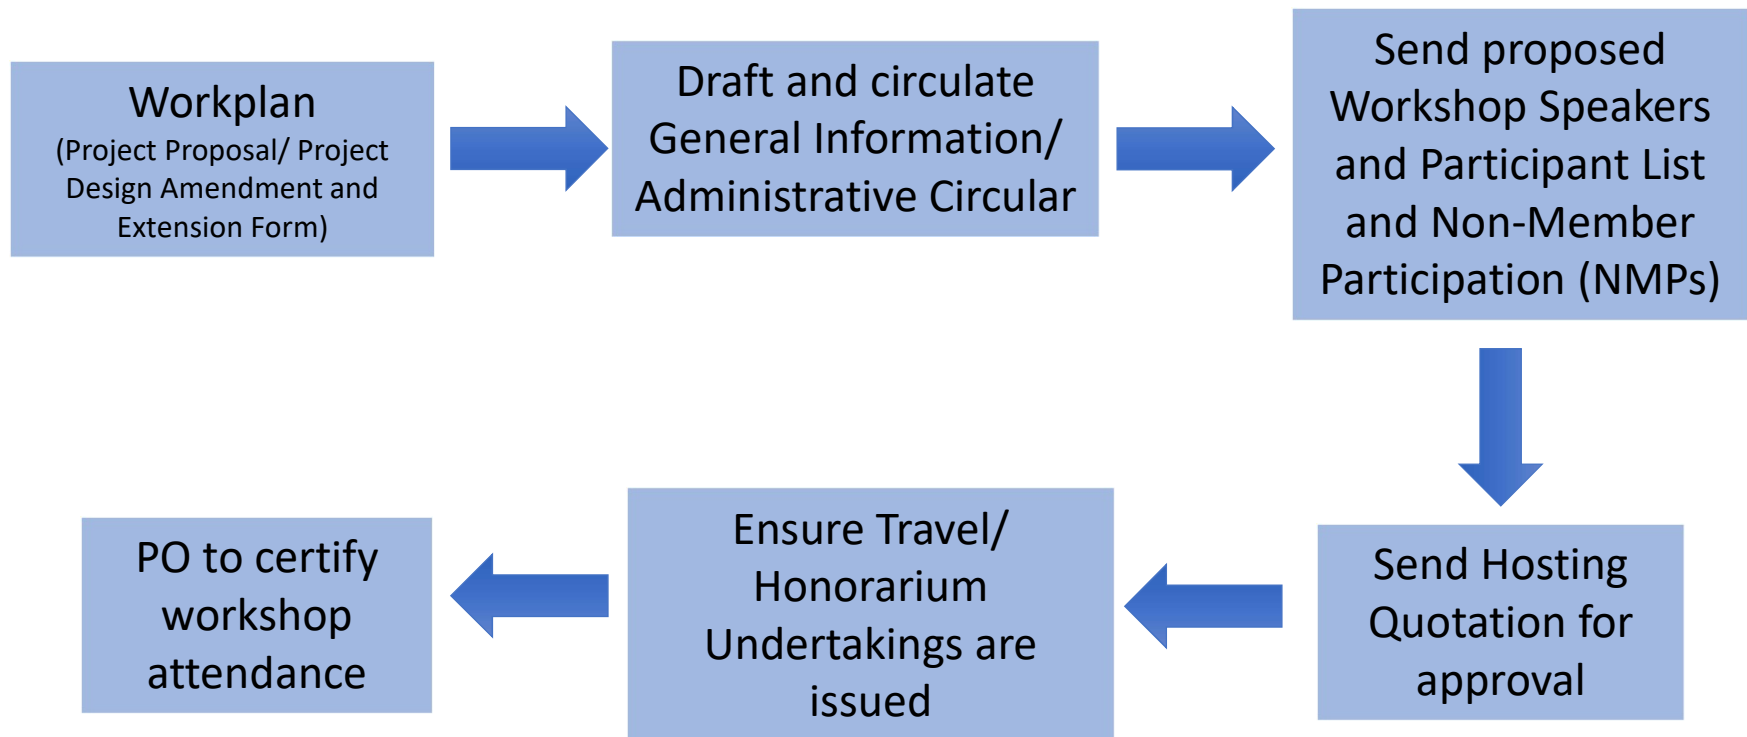 Workplan
(Project Proposal/ Project
Design Amendment and
Extension Form)
Draft and circulate
General Information/
Administrative Circular
Send proposed
Workshop Speakers
and Participant List
and Non-Member
Participation (NMPs)
Send Hosting
Quotation for
approval
Ensure Travel/
Honorarium
Undertakings are
issued
PO to certify
workshop
attendance